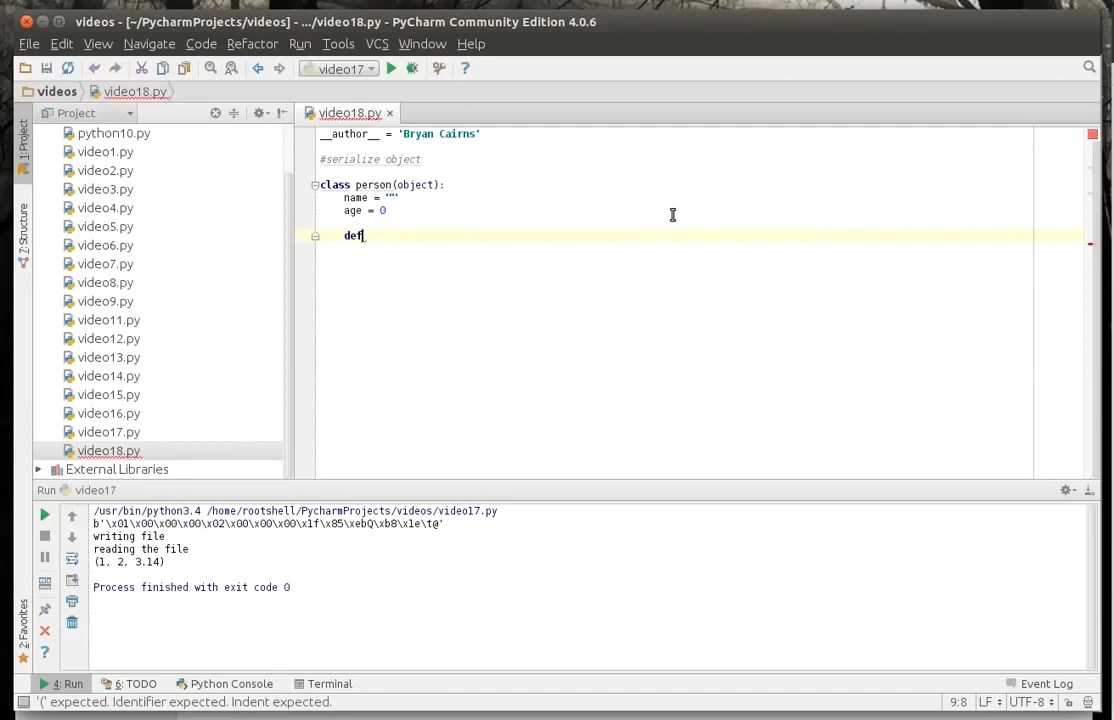 videos - [~/PycharmProjects/videos] - .../video18.py - PyCharm Community Edition 4.0.6
File Edit View Navigate Code Refactor Run Tools VCS Window Help
video17
videos video18.py
Project
video18.py
1: Project
7: Structure
2: Favorites
python10.py
video1.py
video2.py
video3.py
video4.py
video5.py
video6.py
video7.py
video8.py
video9.py
video11.py
video12.py
video13.py
video14.py
video15.py
video16.py
video17.py
video18.py
External Libraries
__author__ = 'Bryan Cairns'
#serialize object
class person(object):
name = ""
age = 0
def
Run video17
/usr/bin/python3.4 /home/rootshell/PycharmProjects/videos/video17.py
b'\x01\x00\x00\x00\x02\x00\x00\x00\x1f\x85\xebQ\xb8\x1e\t@'
writing file
reading the file
(1, 2, 3.14)
Process finished with exit code 0
4: Run 6: TODO Python Console Terminal Event Log
'(' expected. Identifier expected. Indent expected. 9:8 LF UTF-8